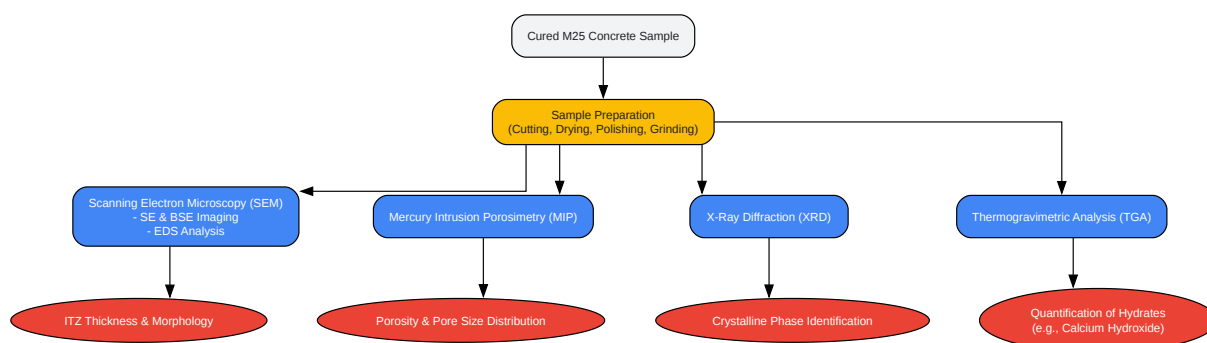 Cured M25 Concrete Sample
Sample Preparation
(Cutting, Drying, Polishing, Grinding)
Scanning Electron Microscopy (SEM)
- SE & BSE Imaging
- EDS Analysis
Mercury Intrusion Porosimetry (MIP)
X-Ray Diffraction (XRD)
Thermogravimetric Analysis (TGA)
ITZ Thickness & Morphology
Porosity & Pore Size Distribution
Crystalline Phase Identification
Quantification of Hydrates
(e.g., Calcium Hydroxide)